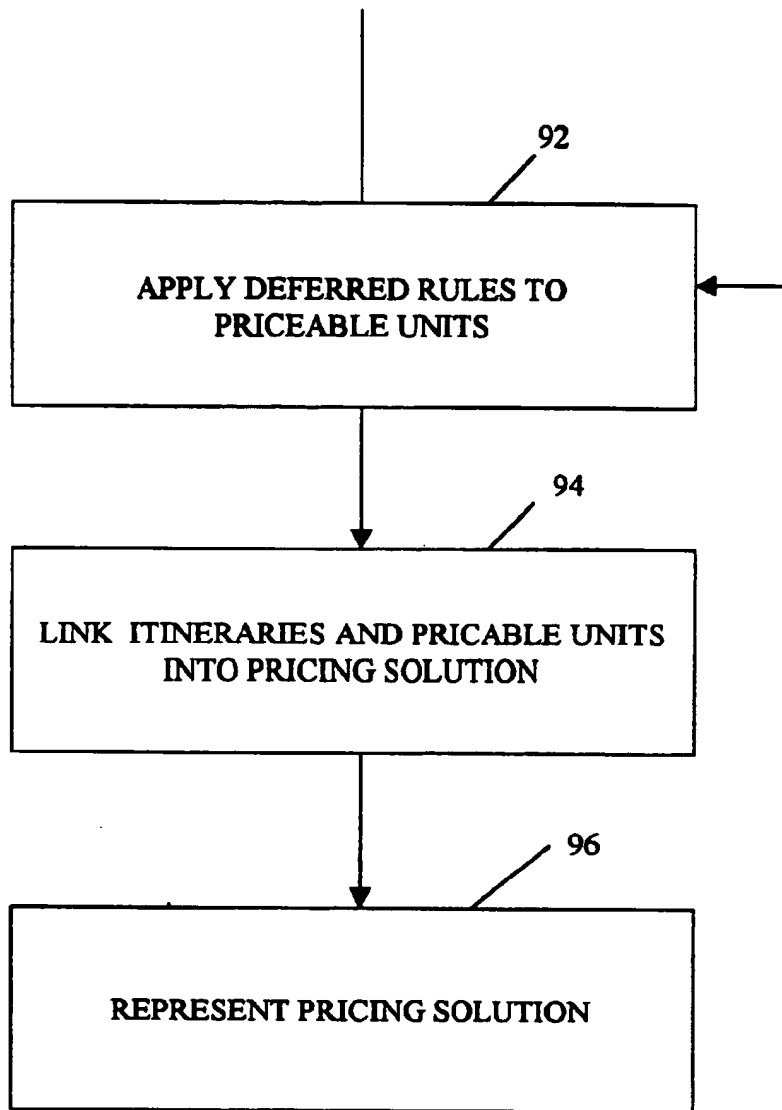 92
APPLY DEFERRED RULES TO
PRICEABLE UNITS
94
LINK ITINERARIES AND PRICABLE UNITS
INTO PRICING SOLUTION
96
REPRESENT PRICING SOLUTION